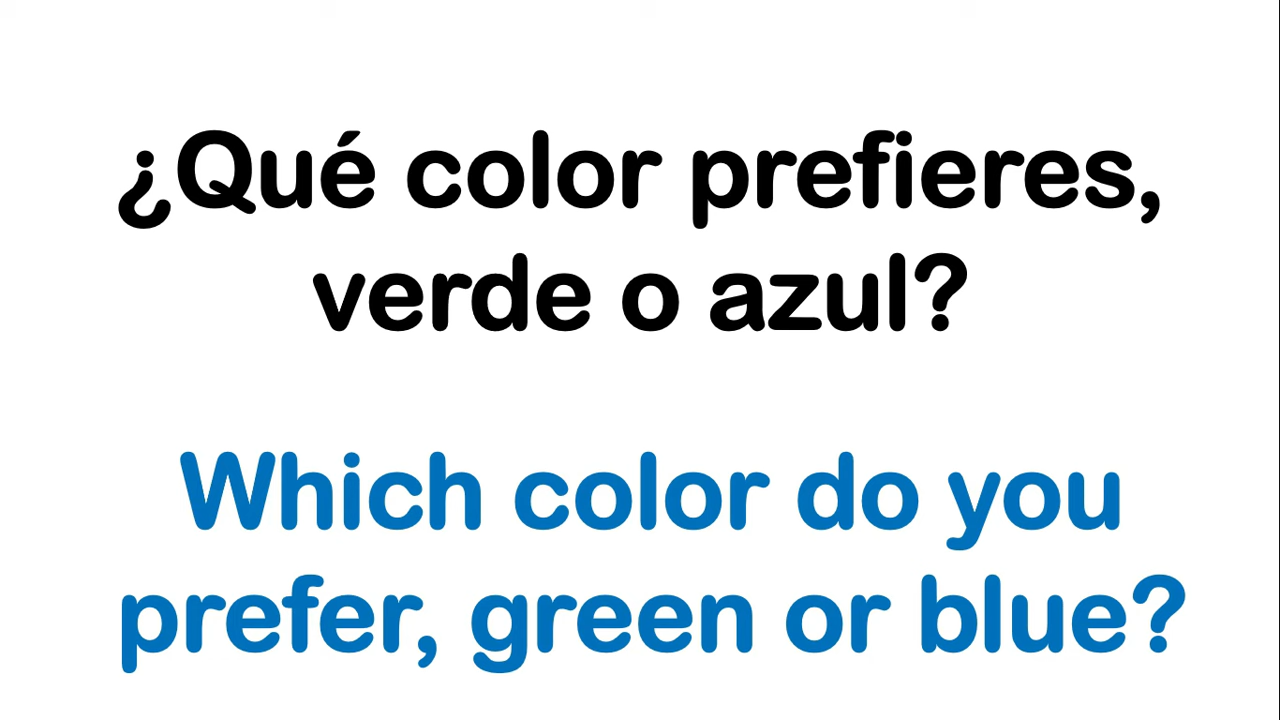 ¿Qué color prefieres,
verde o azul?
Which color do you
prefer, green or blue?